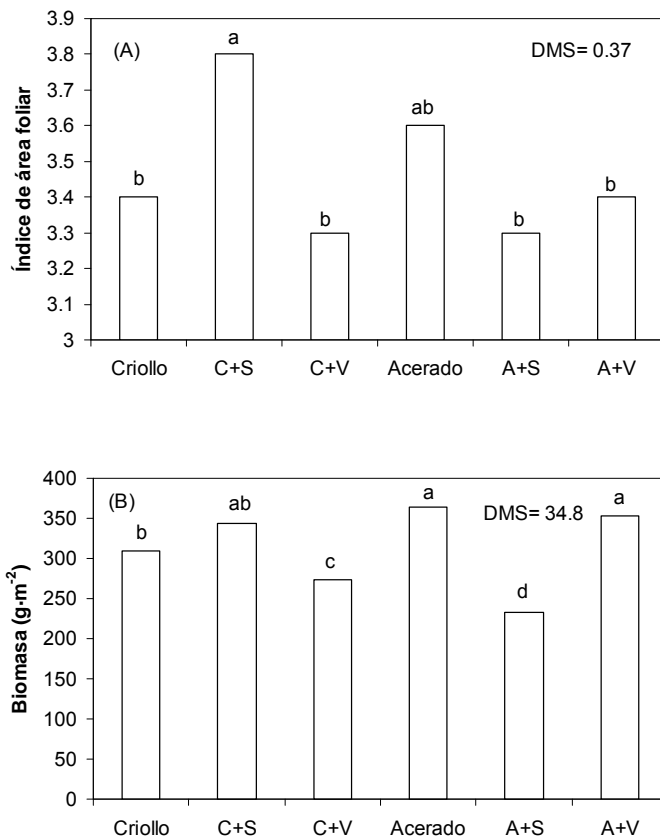 (A)
DMS= 0.37
Índice de área foliar
3.9
3.8
3.7
3.6
3.5
3.4
3.3
3.2
3.1
3
b
a
b
ab
b
b
Criollo C+S C+V Acerado A+S A+V
(B)
DMS= 34.8
Biomasa (g·m-2)
400
350
300
250
200
150
100
50
0
b
ab
c
a
d
a
Criollo C+S C+V Acerado A+S A+V